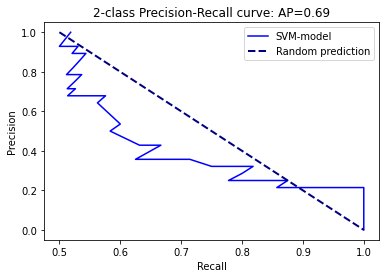 2-class Precision-Recall curve: AP=0.69
SVM-model
Random prediction
Precision
1.0
0.8
0.6
0.4
0.2
0.0
0.5
0.6
0.7
0.8
0.9
1.0
Recall